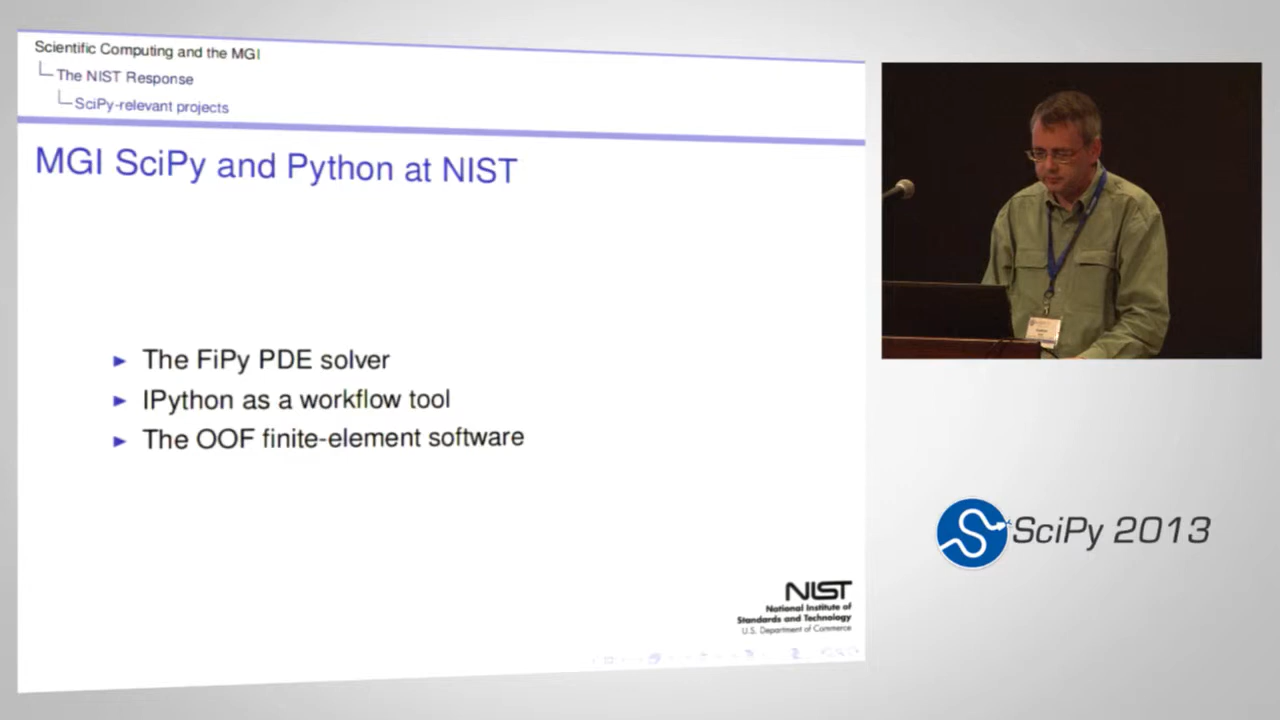 Scientific Computing and the MGI
The NIST Response
SciPy-relevant projects
MGI SciPy and Python at NIST
The FiPy PDE solver
IPython as a workflow tool
The OOF finite-element software
NIST
National Institute of
Standards and Technology
U.S. Department of Commerce
SciPy 2013